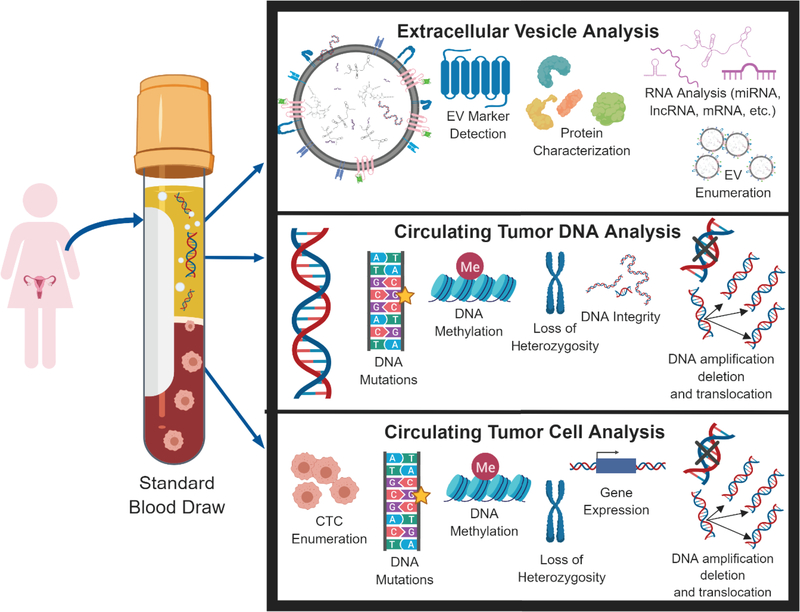 Extracellular Vesicle Analysis
EV Marker
Detection
Protein
Characterization
RNA Analysis (miRNA,
lncRNA, mRNA, etc.)
EV
Enumeration
Standard
Blood Draw
Circulating Tumor DNA Analysis
A T
T A
G C
C G
G C
A T
T A
DNA
Mutations
Me
DNA
Methylation
Loss of
Heterozygosity
DNA Integrity
DNA amplification
deletion
and translocation
Circulating Tumor Cell Analysis
CTC
Enumeration
A T
T A
G C
C G
G C
A T
T A
DNA
Mutations
Me
DNA
Methylation
Loss of
Heterozygosity
Gene
Expression
DNA amplification
deletion
and translocation